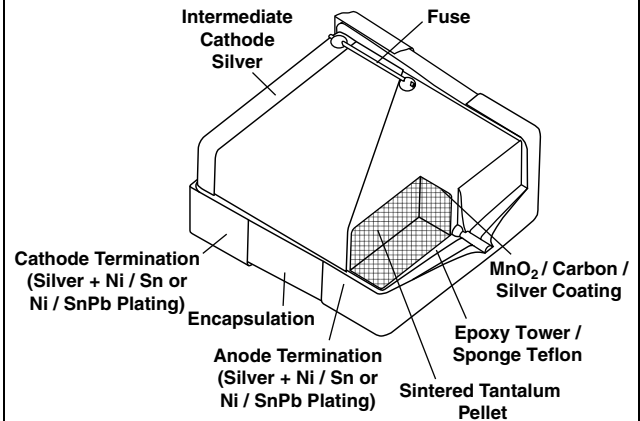 Intermediate
Cathode
Silver
Fuse
Cathode Termination
(Silver + Ni / Sn or
Ni / SnPb Plating)
Encapsulation
Anode Termination
(Silver + Ni / Sn or
Ni / SnPb Plating)
MnO₂ / Carbon /
Silver Coating
Epoxy Tower /
Sponge Teflon
Sintered Tantalum
Pellet